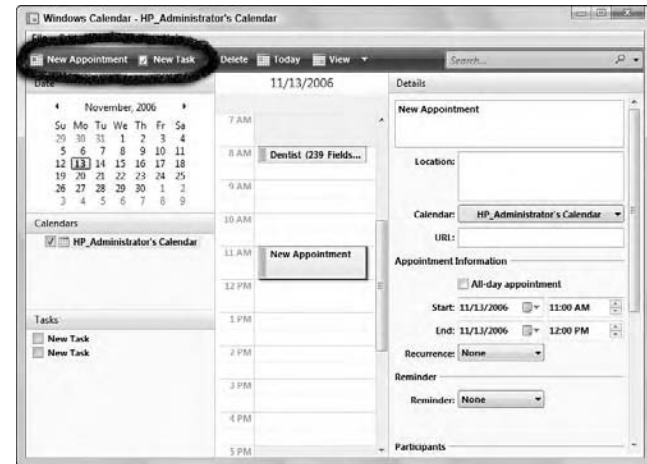 Windows Calendar - HP_Administrator's Calendar
New Appointment New Task Delete Today View Search...
Date
November, 2006
Su Mo Tu We Th Fr Sa
29 30 31 1 2 3 4
5 6 7 8 9 10 11
12 13 14 15 16 17 18
19 20 21 22 23 24 25
26 27 28 29 30 1 2
3 4 5 6 7 8 9
Calendars
HP_Administrator's Calendar
Tasks
New Task
New Task
11/13/2006
7 AM
8 AM Dentist (239 Fields...
9 AM
10 AM
11 AM New Appointment
12 PM
1 PM
2 PM
3 PM
4 PM
5 PM
Details
New Appointment
Location:
Calendar: HP_Administrator's Calendar
URL:
Appointment Information
All-day appointment
Start: 11/13/2006 11:00 AM
End: 11/13/2006 12:00 PM
Recurrence: None
Reminder
Reminder: None
Participants